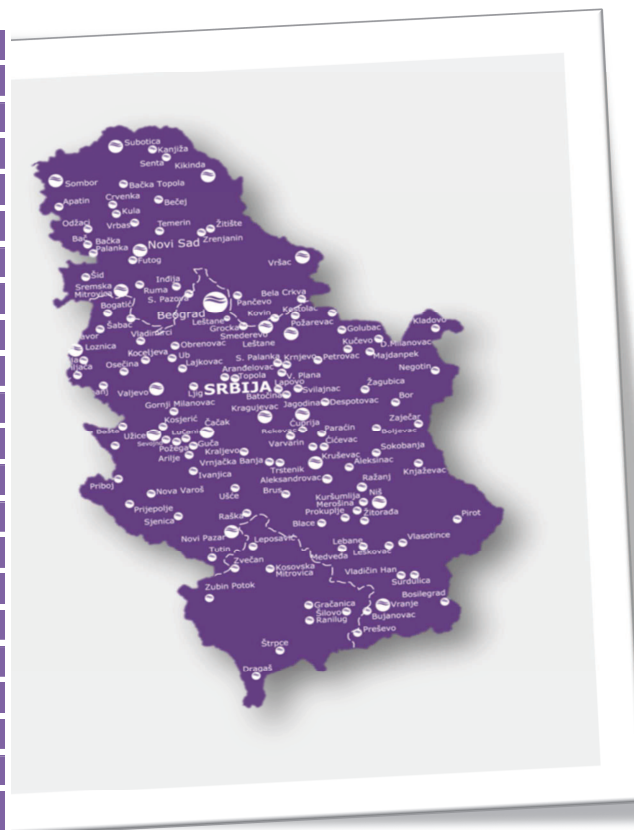 Subotica
Kanjiža
Senta
Kikinda
Sombor
Bačka Topola
Apatin
Crvenka
Bečej
Kula
Odžaci
Vrbas
Temerin
Žitište
Zrenjanin
Bač
Bačka
Palanka
Novi Sad
Futog
Vršac
Šid
Inđija
Sremska
Mitrovica
Ruma
S. Pazova
Pančevo
Bela Crkva
Bogatić
Beograd
Kovin
Kostolac
Kladovo
Šabac
Leštane
Grocka
Smederevo
Požarevac
Golubac
Vladimirci
Leštane
Kučevo
D.Milanovac
Loznica
Koceljeva
Obrenovac
Ub
Lajkovac
S. Palanka
Krnjevo
Petrovac
Majdanpek
Osečina
Aranđelovac
Topola
V. Plana
Negotin
Valjevo
Ljig
SRBIJA
Lapovo
Svilajnac
Žagubica
Batočina
Gornji Milanovac
Kragujevac
Jagodina
Despotovac
Bor
Kosjerić
Čačak
Ćuprija
Zaječar
Užice
Lučani
Paraćin
Boljevac
Sevojno
Požega
Guča
Varvarin
Ćićevac
Arilje
Kraljevo
Sokobanja
Vrnjačka Banja
Kruševac
Aleksinac
Ivanjica
Trstenik
Knjaževac
Priboj
Aleksandrovac
Ražanj
Nova Varoš
Ušće
Brus
Kuršumlija
Niš
Merošina
Prijepolje
Prokuplje
Žitorađa
Pirot
Sjenica
Raška
Blace
Novi Pazar
Leposavić
Lebane
Vlasotince
Tutin
Medveđa
Leskovac
Zvečan
Kosovska
Mitrovica
Vladičin Han
Surdulica
Zubin Potok
Bosilegrad
Gračanica
Šilovo
Ranilug
Vranje
Bujanovac
Preševo
Štrpce
Dragaš